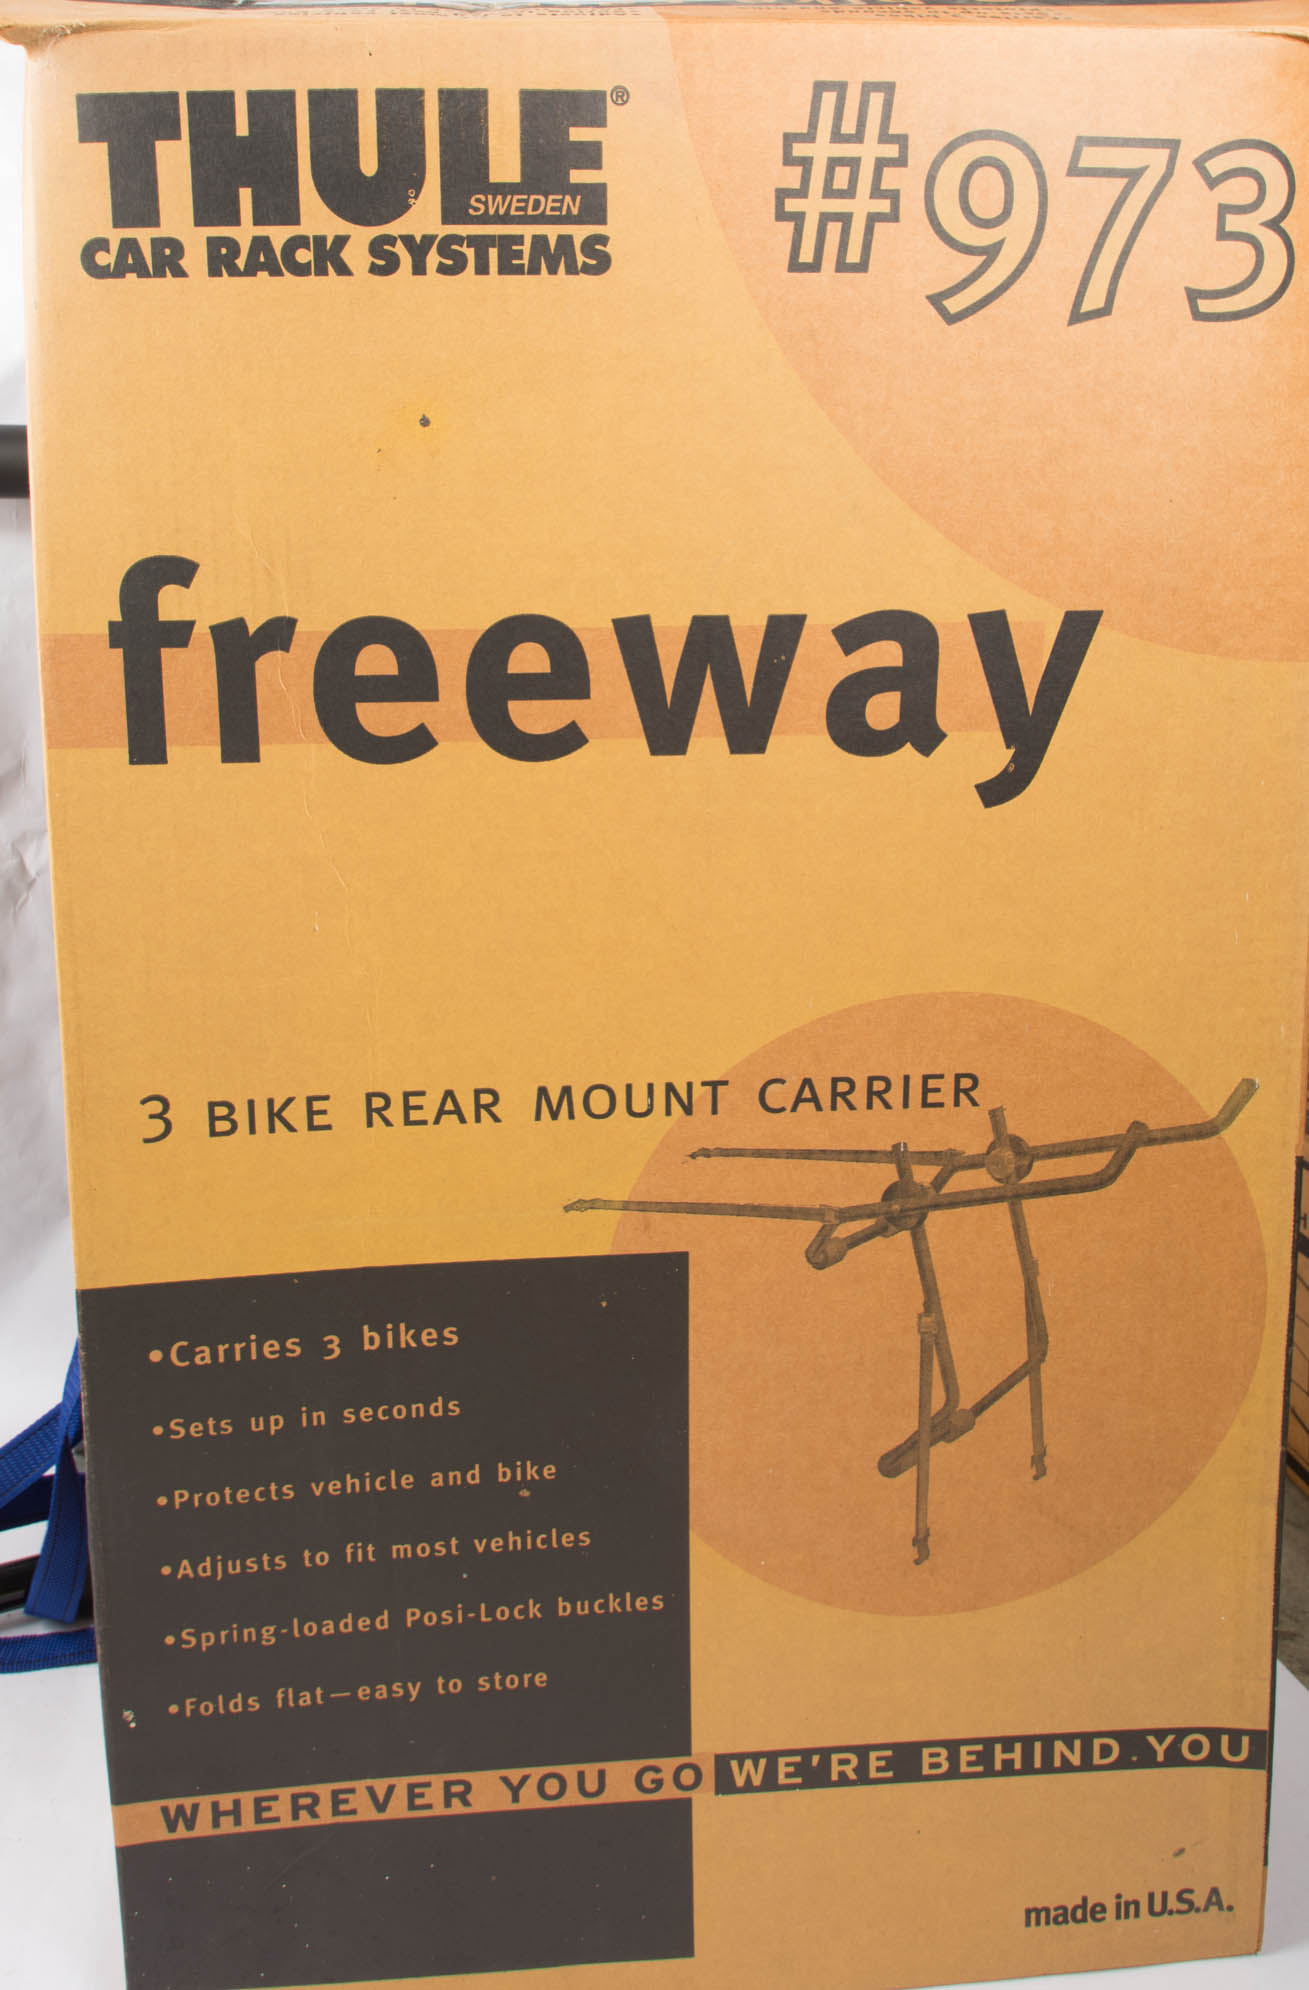 THULE®
SWEDEN
CAR RACK SYSTEMS
#973
freeway
3 BIKE REAR MOUNT CARRIER
•Carries 3 bikes
•Sets up in seconds
•Protects vehicle and bike
•Adjusts to fit most vehicles
•Spring-loaded Posi-Lock buckles
•Folds flat—easy to store
WHEREVER YOU GO WE'RE BEHIND YOU
made in U.S.A.